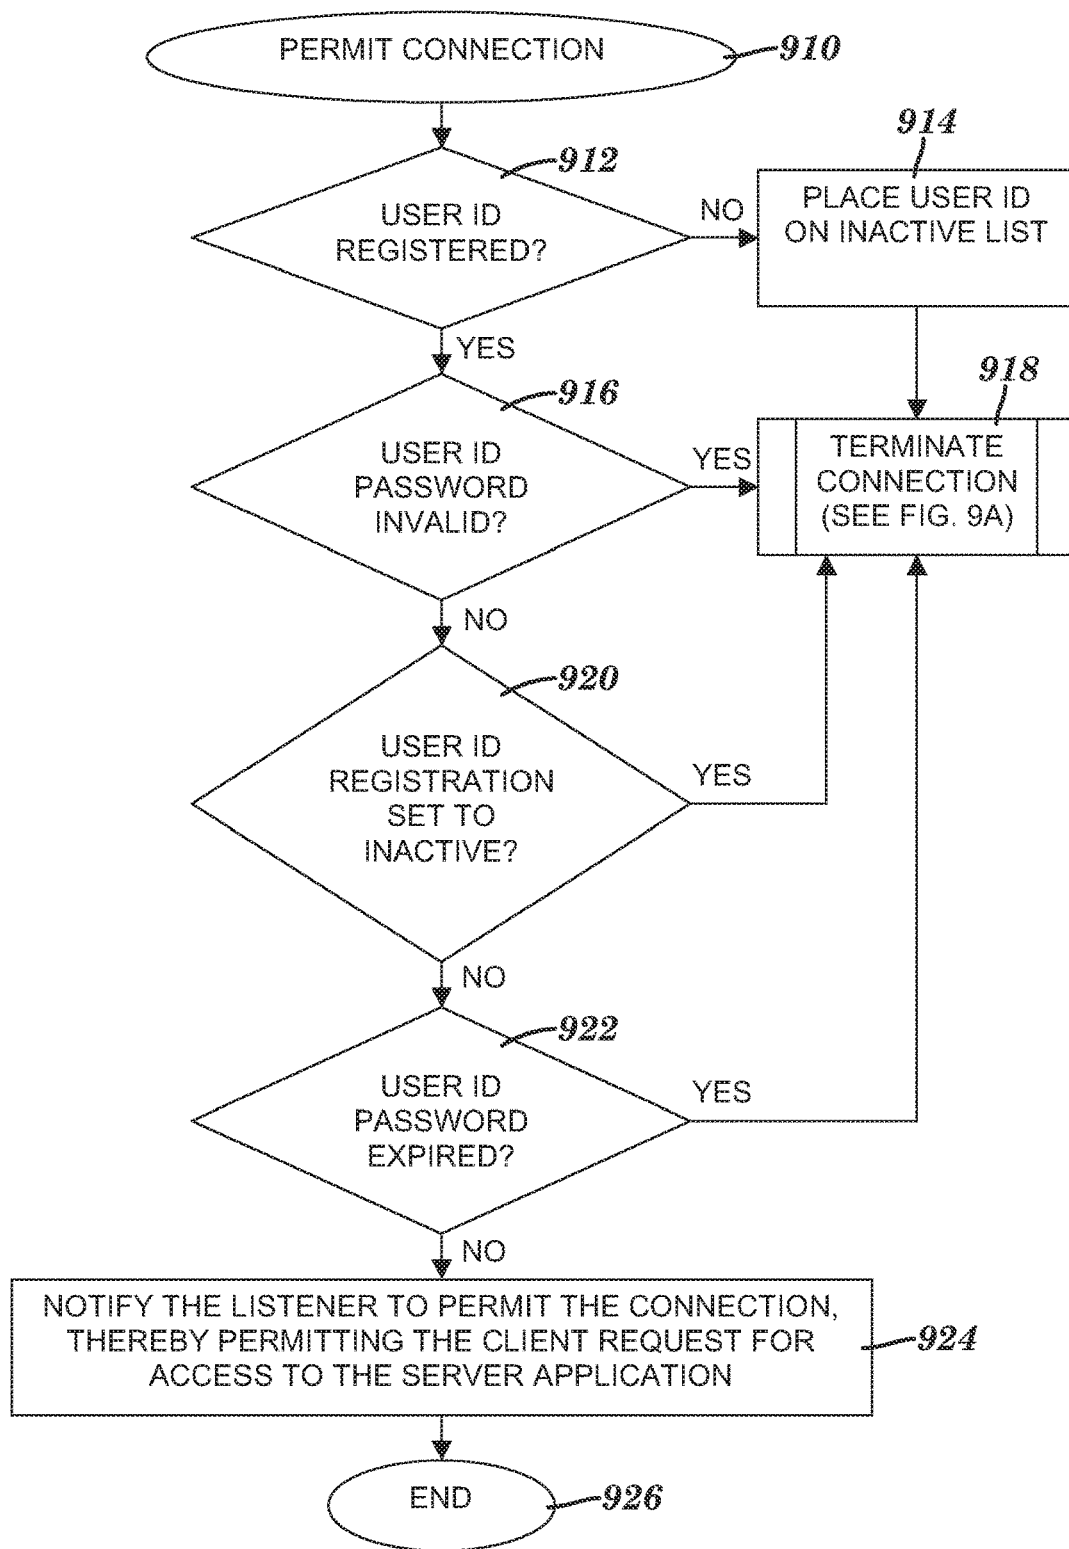 PERMIT CONNECTION
910
914
912
USER ID
REGISTERED?
NO
PLACE USER ID
ON INACTIVE LIST
YES
918
916
USER ID
PASSWORD
INVALID?
YES
TERMINATE
CONNECTION
(SEE FIG. 9A)
NO
920
USER ID
REGISTRATION
SET TO
INACTIVE?
YES
NO
922
USER ID
PASSWORD
EXPIRED?
YES
NO
NOTIFY THE LISTENER TO PERMIT THE CONNECTION,
THEREBY PERMITTING THE CLIENT REQUEST FOR
ACCESS TO THE SERVER APPLICATION
924
END
926